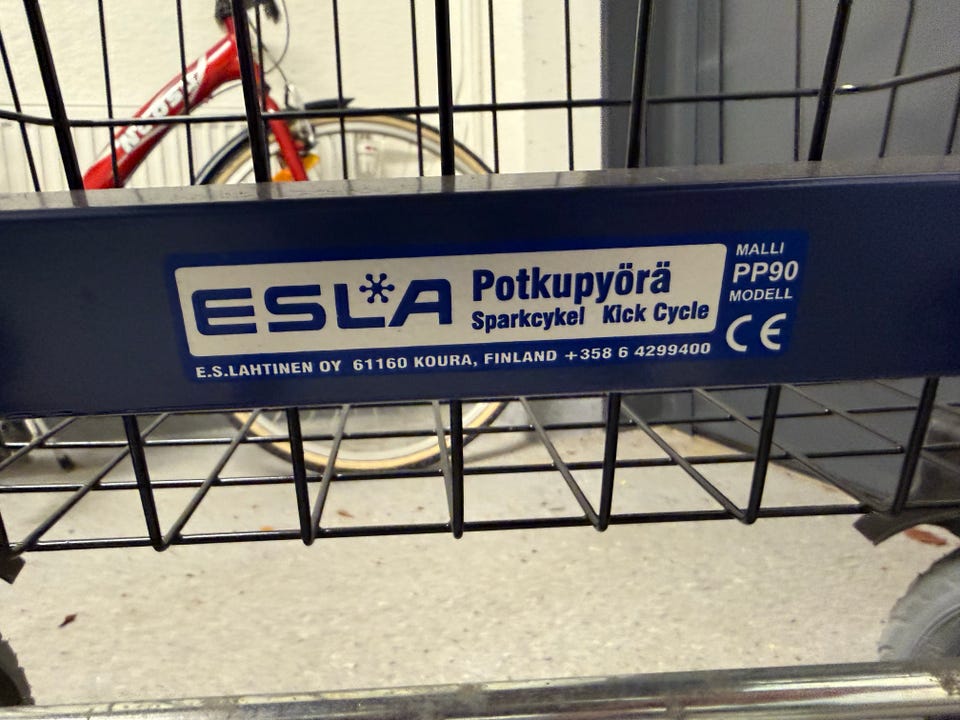 ESLA
Potkupyörä
Sparkcykel Kick Cycle
E.S.LAHTINEN OY 61160 KOURA, FINLAND +358 6 4299400
MALLI
PP90
MODELL
CE